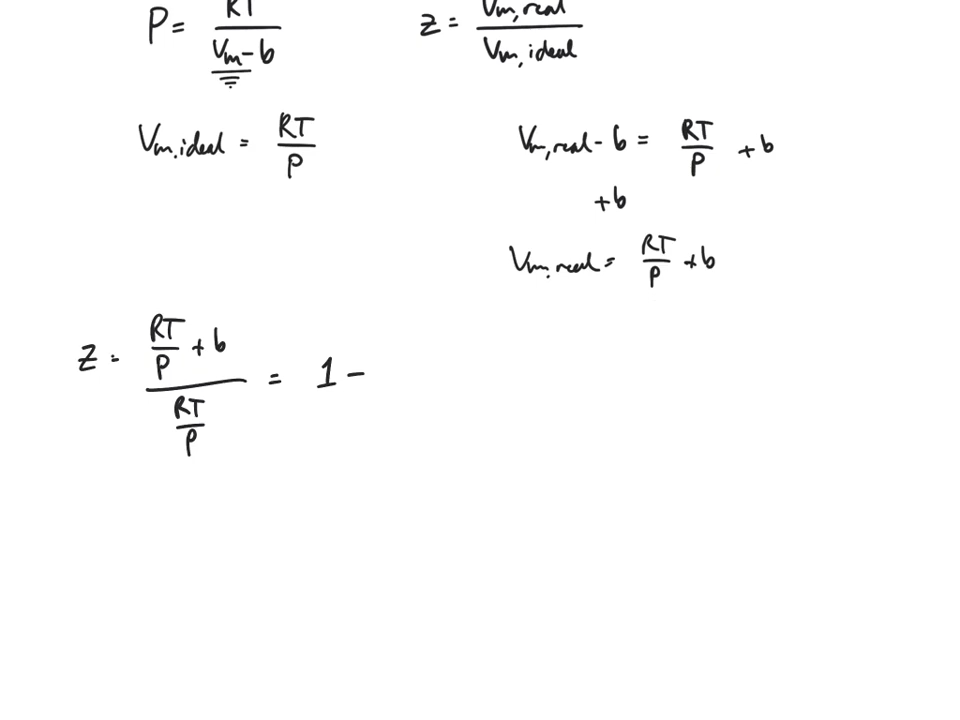 P = RT / (Vm - b)
z = Vm,real / Vm,ideal
Vm,ideal = RT / P
Vm,real - b = RT / P + b
+b
Vm,real = RT / P + b
z = (RT / P + b) / (RT / P) = 1 -